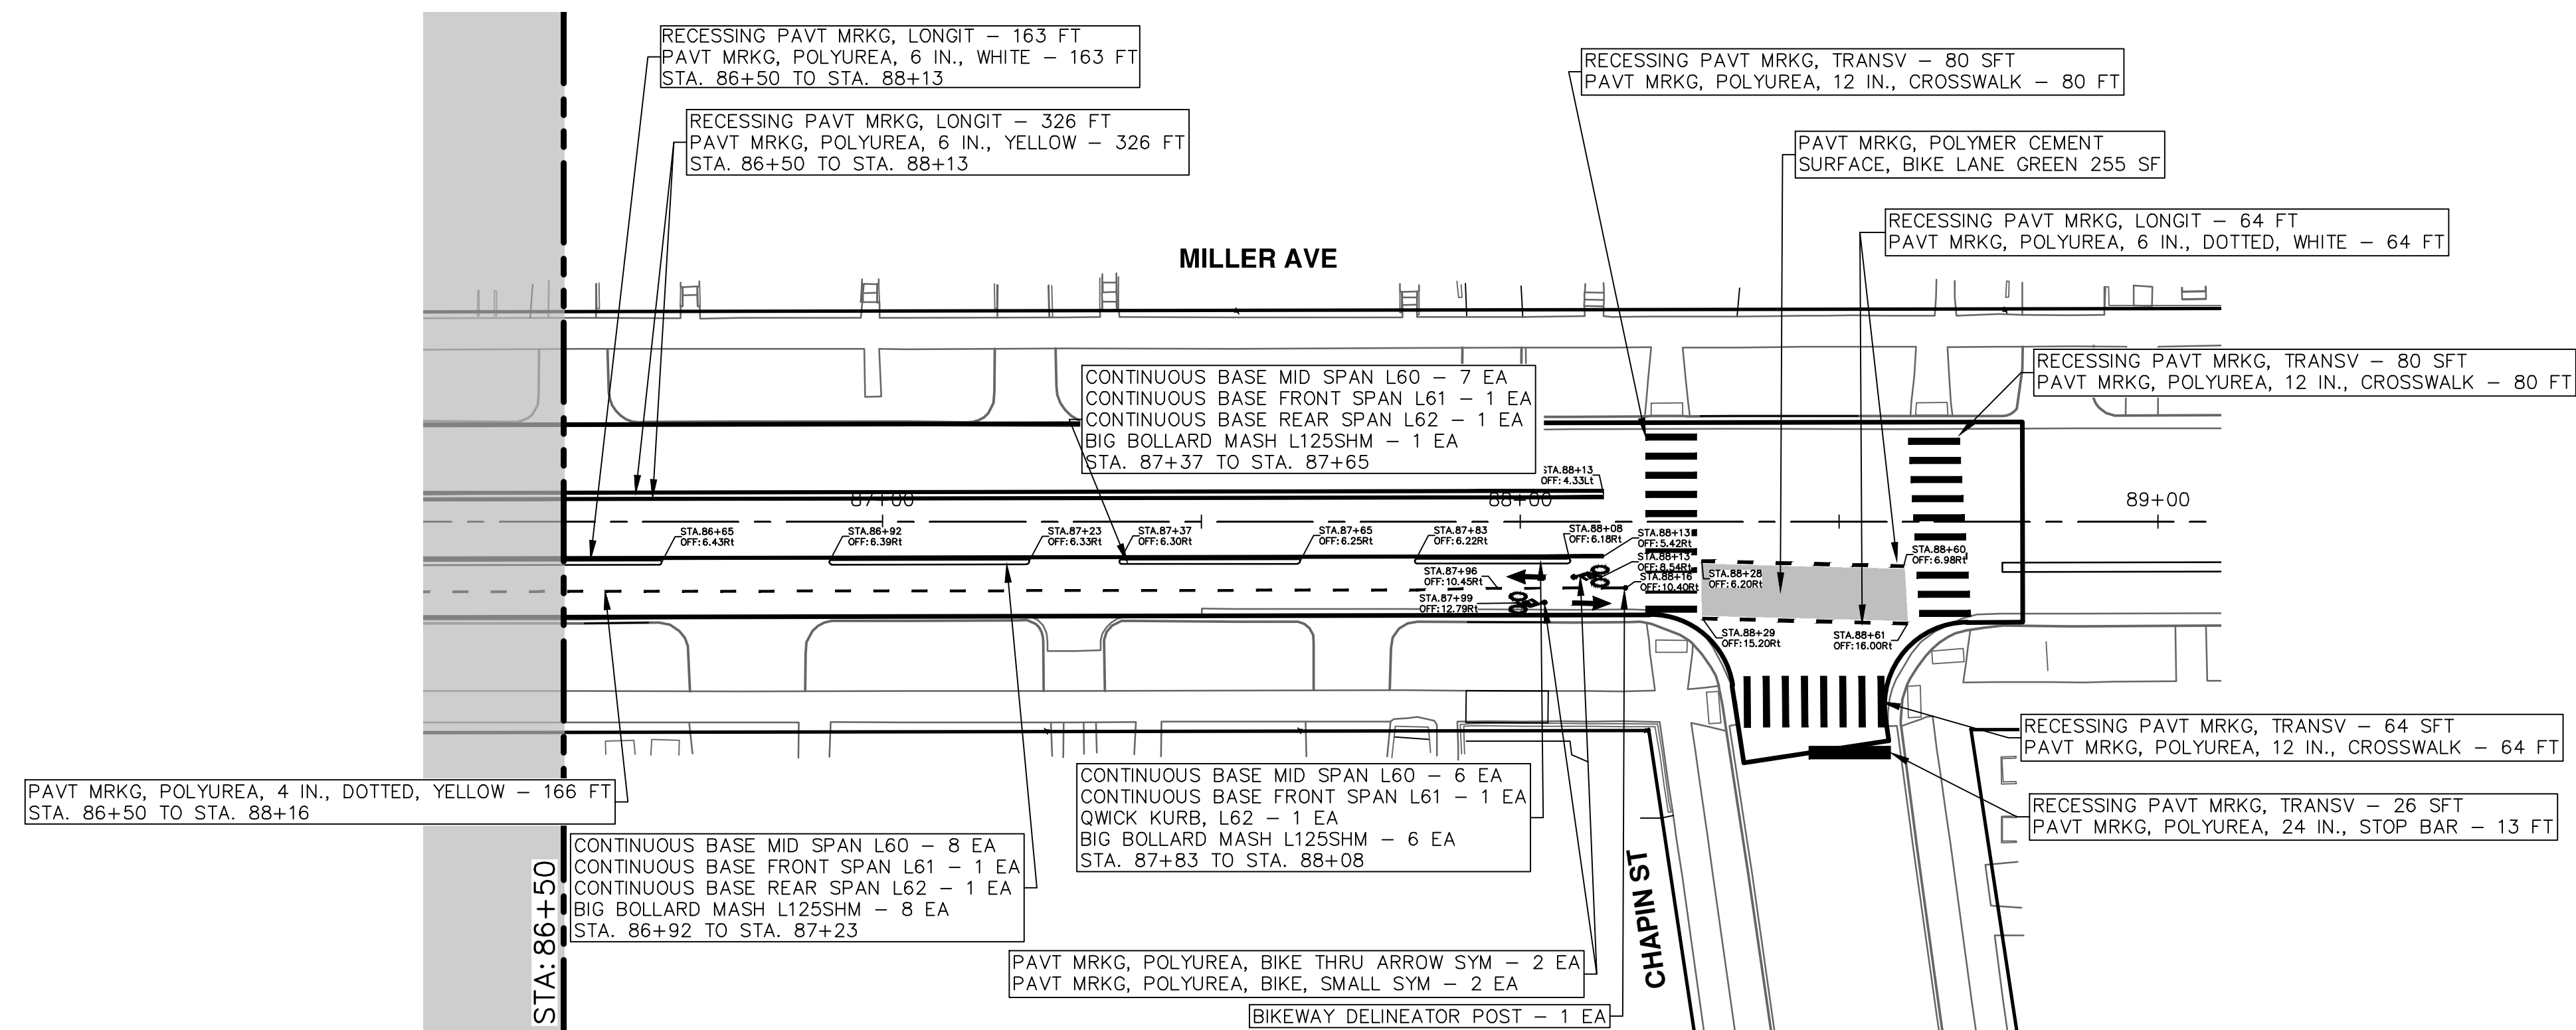 RECESSING PAVT MRKG, LONGIT – 163 FT
PAVT MRKG, POLYUREA, 6 IN., WHITE – 163 FT
STA. 86+50 TO STA. 88+13
RECESSING PAVT MRKG, LONGIT – 326 FT
PAVT MRKG, POLYUREA, 6 IN., YELLOW – 326 FT
STA. 86+50 TO STA. 88+13
RECESSING PAVT MRKG, TRANSV – 80 SFT
PAVT MRKG, POLYUREA, 12 IN., CROSSWALK – 80 FT
PAVT MRKG, POLYMER CEMENT
SURFACE, BIKE LANE GREEN 255 SF
RECESSING PAVT MRKG, LONGIT – 64 FT
PAVT MRKG, POLYUREA, 6 IN., DOTTED, WHITE – 64 FT
MILLER AVE
RECESSING PAVT MRKG, TRANSV – 80 SFT
PAVT MRKG, POLYUREA, 12 IN., CROSSWALK – 80 FT
CONTINUOUS BASE MID SPAN L60 – 7 EA
CONTINUOUS BASE FRONT SPAN L61 – 1 EA
CONTINUOUS BASE REAR SPAN L62 – 1 EA
BIG BOLLARD MASH L125SHM – 1 EA
STA. 87+37 TO STA. 87+65
STA.88+13
OFF:4.33Lt
87+00
88+00
89+00
STA.86+65
OFF:6.43Rt
STA.86+92
OFF:6.39Rt
STA.87+23
OFF:6.33Rt
STA.87+37
OFF:6.30Rt
STA.87+65
OFF:6.25Rt
STA.87+83
OFF:6.22Rt
STA.88+08
OFF:6.18Rt
STA.88+13
OFF:5.42Rt
STA.88+13
OFF:8.54Rt
STA.88+16
OFF:10.40Rt
STA.87+96
OFF:10.45Rt
STA.87+99
OFF:12.79Rt
STA.88+28
OFF:6.20Rt
STA.88+60
OFF:6.98Rt
STA.88+29
OFF:15.20Rt
STA.88+61
OFF:16.00Rt
RECESSING PAVT MRKG, TRANSV – 64 SFT
PAVT MRKG, POLYUREA, 12 IN., CROSSWALK – 64 FT
RECESSING PAVT MRKG, TRANSV – 26 SFT
PAVT MRKG, POLYUREA, 24 IN., STOP BAR – 13 FT
PAVT MRKG, POLYUREA, 4 IN., DOTTED, YELLOW – 166 FT
STA. 86+50 TO STA. 88+16
CONTINUOUS BASE MID SPAN L60 – 6 EA
CONTINUOUS BASE FRONT SPAN L61 – 1 EA
QWICK KURB, L62 – 1 EA
BIG BOLLARD MASH L125SHM – 6 EA
STA. 87+83 TO STA. 88+08
CONTINUOUS BASE MID SPAN L60 – 8 EA
CONTINUOUS BASE FRONT SPAN L61 – 1 EA
CONTINUOUS BASE REAR SPAN L62 – 1 EA
BIG BOLLARD MASH L125SHM – 8 EA
STA. 86+92 TO STA. 87+23
STA:86+50
CHAPIN ST
PAVT MRKG, POLYUREA, BIKE THRU ARROW SYM – 2 EA
PAVT MRKG, POLYUREA, BIKE, SMALL SYM – 2 EA
BIKEWAY DELINEATOR POST – 1 EA